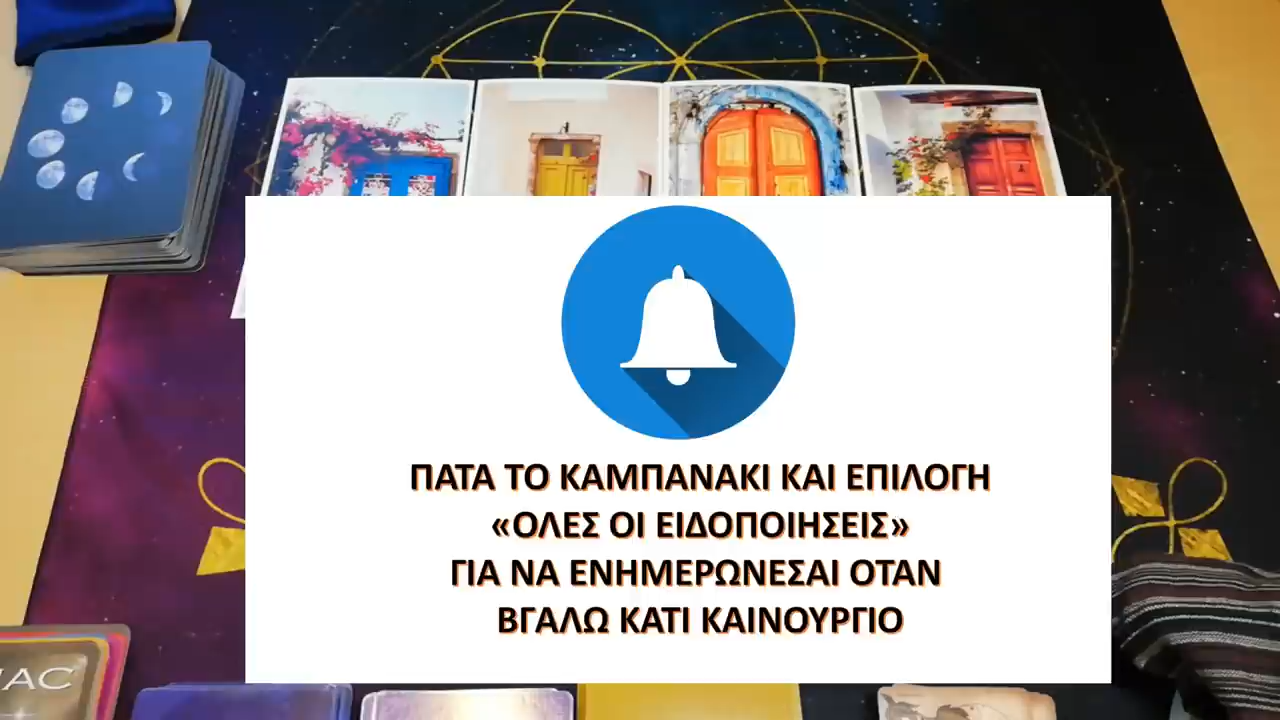 ΠΑΤΑ ΤΟ ΚΑΜΠΑΝΑΚΙ ΚΑΙ ΕΠΙΛΟΓΗ
«ΟΛΕΣ ΟΙ ΕΙΔΟΠΟΙΗΣΕΙΣ»
ΓΙΑ ΝΑ ΕΝΗΜΕΡΩΝΕΣΑΙ ΟΤΑΝ
ΒΓΑΛΩ ΚΑΤΙ ΚΑΙΝΟΥΡΓΙΟ